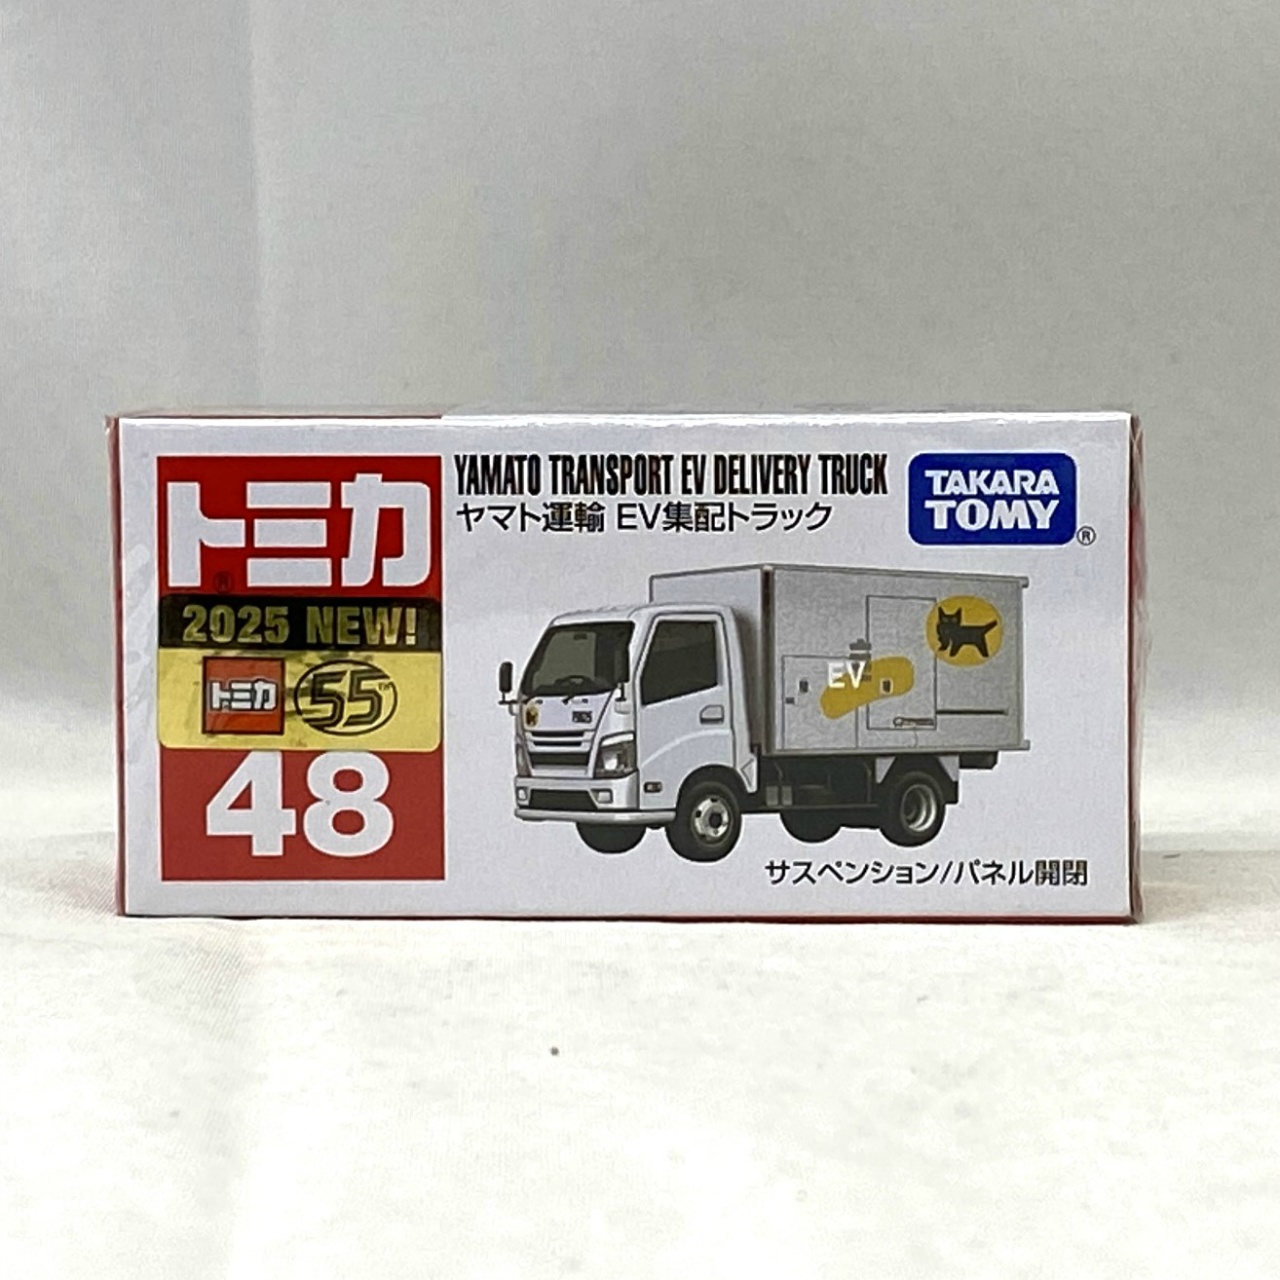 トミカ
®
2025 NEW!
トミカ 55
48
YAMATO TRANSPORT EV DELIVERY TRUCK
ヤマト運輸 EV集配トラック
TAKARA
TOMY
®
EV
サスペンション/パネル開閉